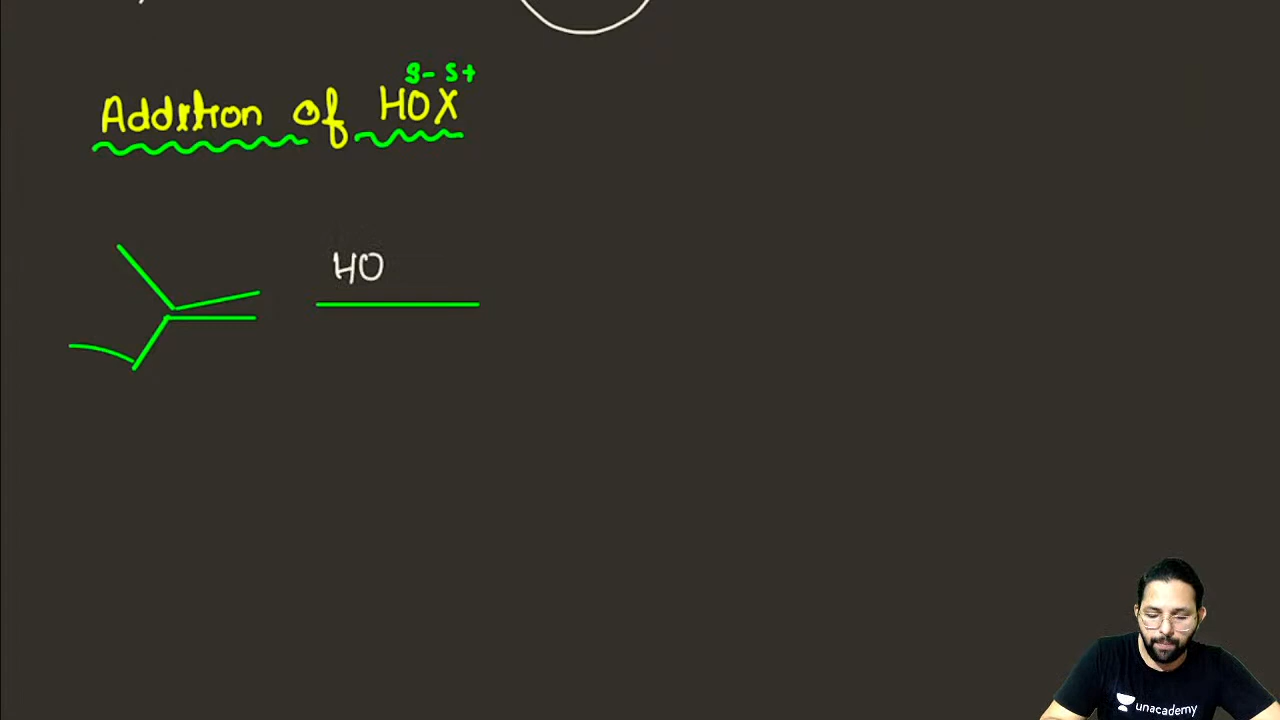 δ- δ+
Addition of HOX
HO
unacademy